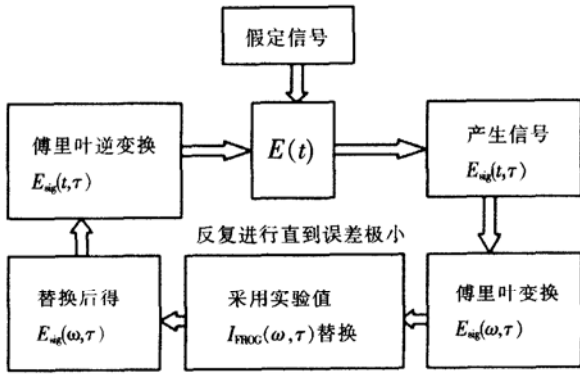 假定信号
傅里叶逆变换
E_sig(t,τ)
E(t)
产生信号
E_sig(t,τ)
反复进行直到误差极小
替换后得
E_sig(ω,τ)
采用实验值
I_FROG(ω,τ)替换
傅里叶变换
E_sig(ω,τ)